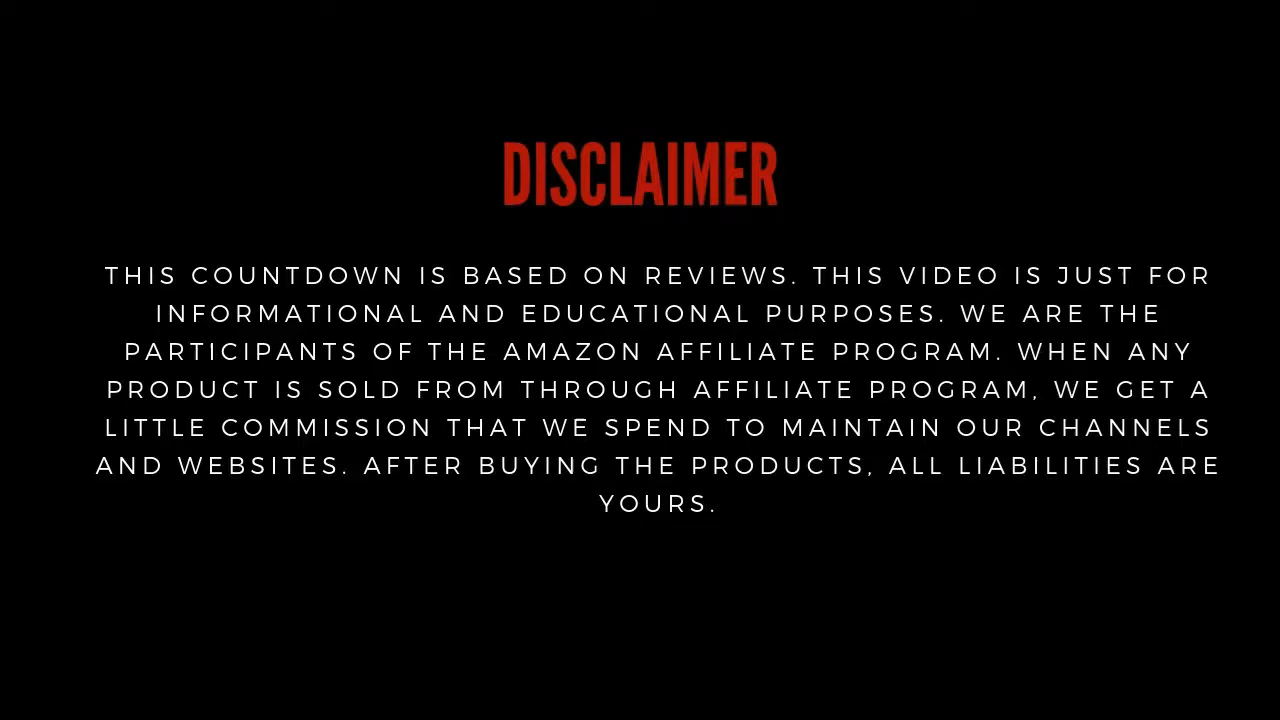 DISCLAIMER
THIS COUNTDOWN IS BASED ON REVIEWS. THIS VIDEO IS JUST FOR
INFORMATIONAL AND EDUCATIONAL PURPOSES. WE ARE THE
PARTICIPANTS OF THE AMAZON AFFILIATE PROGRAM. WHEN ANY
PRODUCT IS SOLD FROM THROUGH AFFILIATE PROGRAM, WE GET A
LITTLE COMMISSION THAT WE SPEND TO MAINTAIN OUR CHANNELS
AND WEBSITES. AFTER BUYING THE PRODUCTS, ALL LIABILITIES ARE
YOURS.